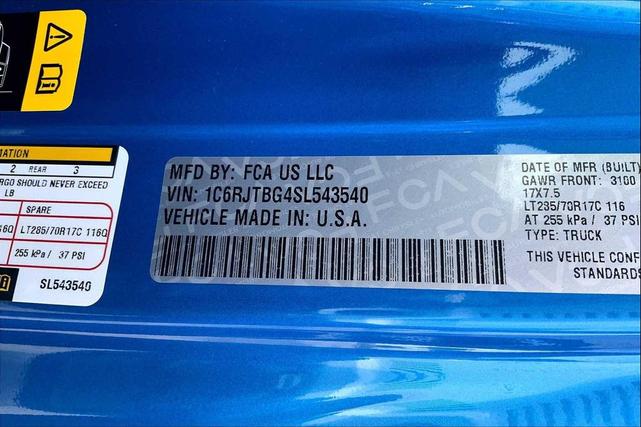 MATION
2 REAR 3
RGO SHOULD NEVER EXCEED
LB
SPARE
16Q LT285/70R17C 116Q
255 kPa / 37 PSI
SL543540
MFD BY: FCA US LLC
VIN: 1C6RJTBG4SL543540
VEHICLE MADE IN: U.S.A.
DATE OF MFR (BUILT)
GAWR FRONT: 3100
17X7.5
LT235/70R17C 116
AT 255 kPa / 37 PSI
TYPE: TRUCK
THIS VEHICLE CONF
STANDARDS